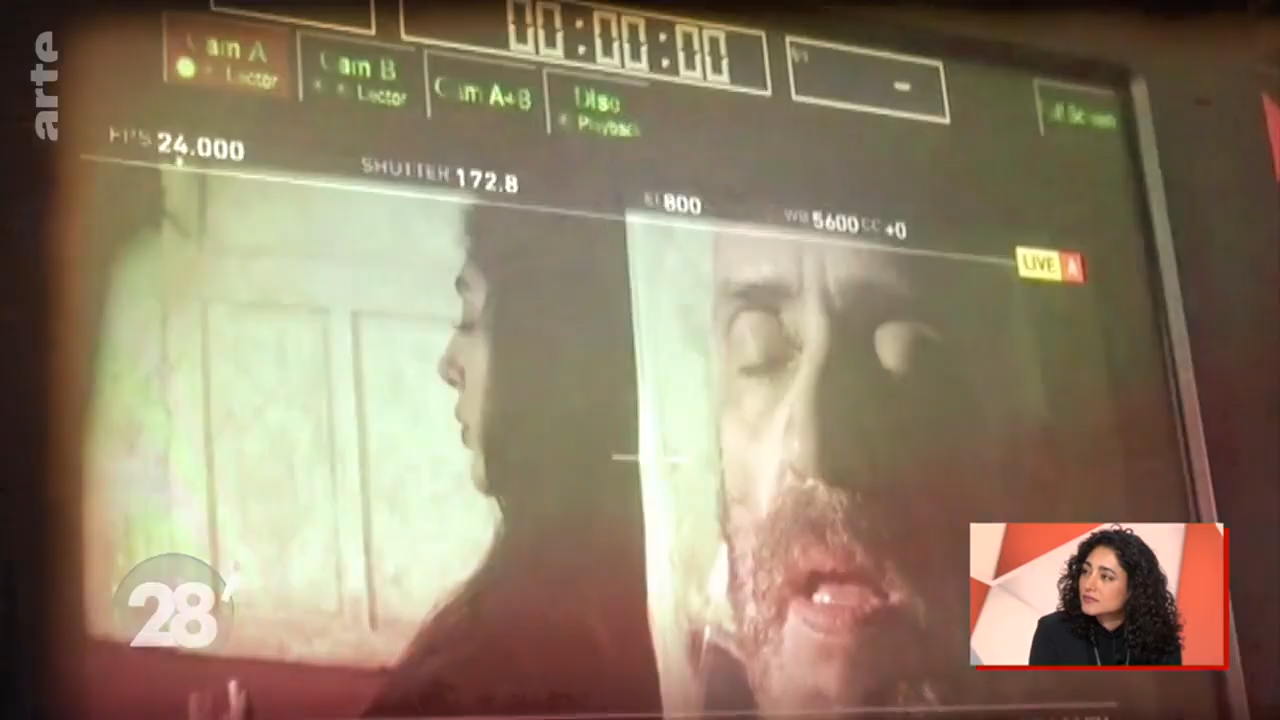 arte
00:00:00
Cam A
Lector
Cam B
Lector
Cam A+B
Disc
Playback
FPS 24.000
SHUTTER 172.8
EI 800
WB 5600 CC +0
LIVE A
28'